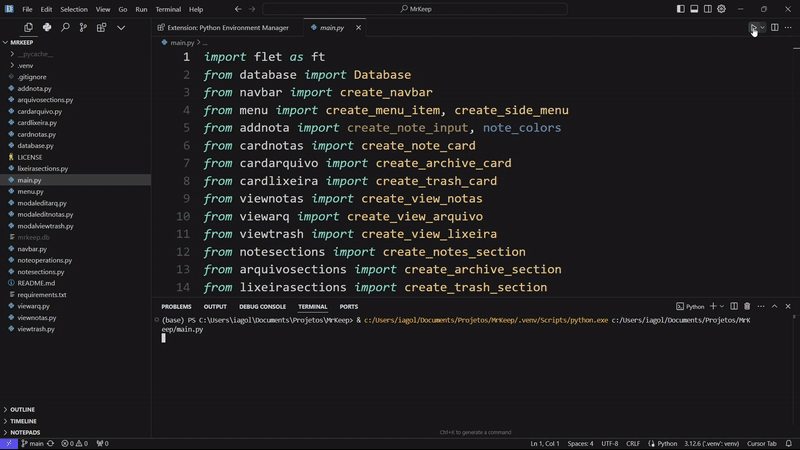 File Edit Selection View Go Run Terminal Help
MrKeep
Extension: Python Environment Manager
main.py
MRKEEP
__pycache__
.venv
.gitignore
addnota.py
arquivosections.py
cardarquivo.py
cardlixeira.py
cardnotas.py
database.py
LICENSE
lixeirasections.py
main.py
menu.py
modaleditarq.py
modaleditnotas.py
modalviewtrash.py
mrkeep.db
navbar.py
noteoperations.py
notesections.py
README.md
requirements.txt
viewarq.py
viewnotas.py
viewtrash.py
OUTLINE
TIMELINE
NOTEPADS
main.py > ...
1 import flet as ft
2 from database import Database
3 from navbar import create_navbar
4 from menu import create_menu_item, create_side_menu
5 from addnota import create_note_input, note_colors
6 from cardnotas import create_note_card
7 from cardarquivo import create_archive_card
8 from cardlixeira import create_trash_card
9 from viewnotas import create_view_notas
10 from viewarq import create_view_arquivo
11 from viewtrash import create_view_lixeira
12 from notesections import create_notes_section
13 from arquivosections import create_archive_section
14 from lixeirasections import create_trash_section
PROBLEMS OUTPUT DEBUG CONSOLE TERMINAL PORTS
Python
(base) PS C:\Users\iagol\Documents\Projetos\MrKeep> & c:/Users/iagol/Documents/Projetos/MrKeep/.venv/Scripts/python.exe c:/Users/iagol/Documents/Projetos/MrK
eep/main.py
Ctrl+K to generate a command
main 0 0 0 Ln 1, Col 1 Spaces: 4 UTF-8 CRLF Python 3.12.6 ('.venv': venv) Cursor Tab